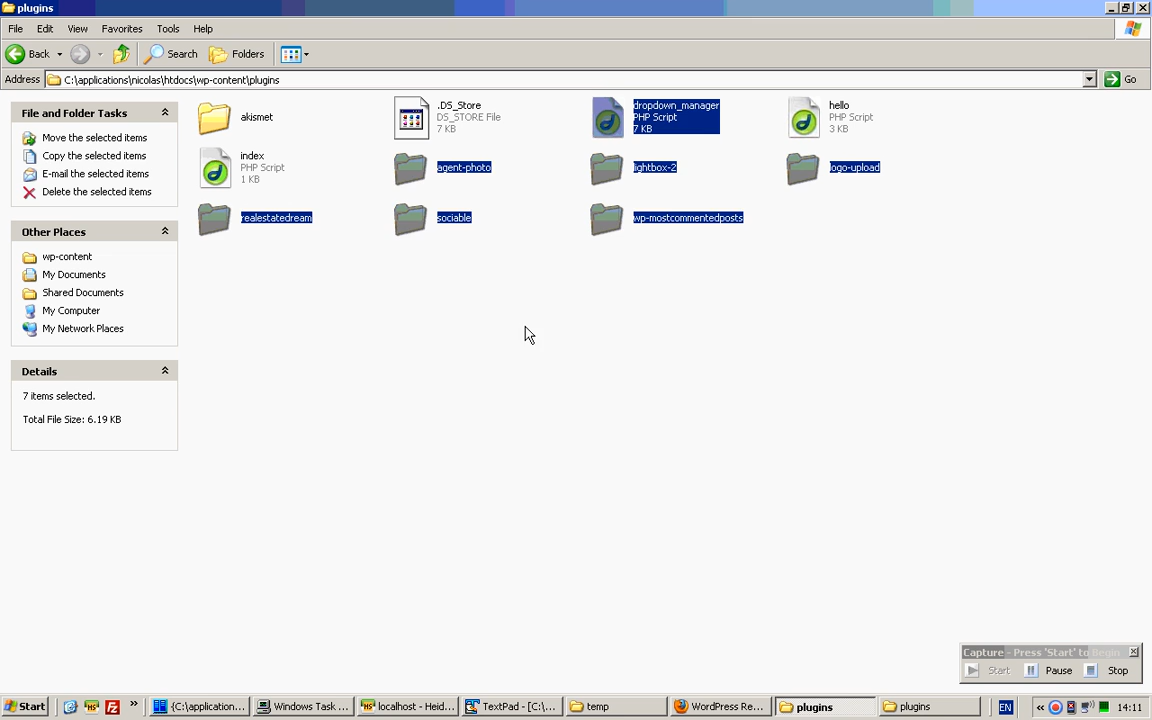 plugins
File Edit View Favorites Tools Help
Back Search Folders
Address C:\applications\nicolas\htdocs\wp-content\plugins Go
File and Folder Tasks
Move the selected items
Copy the selected items
E-mail the selected items
Delete the selected items
Other Places
wp-content
My Documents
Shared Documents
My Computer
My Network Places
Details
7 items selected.
Total File Size: 6.19 KB
akismet
.DS_Store
DS_STORE File
7 KB
dropdown_manager
PHP Script
7 KB
hello
PHP Script
3 KB
index
PHP Script
1 KB
agent-photo
lightbox-2
logo-upload
realestatedream
sociable
wp-mostcommentedposts
Capture - Press 'Start' to Begin
Start Pause Stop
Start {C:\application... Windows Task ... localhost - Heid... TextPad - [C:\... temp WordPress Re... plugins plugins EN 14:11